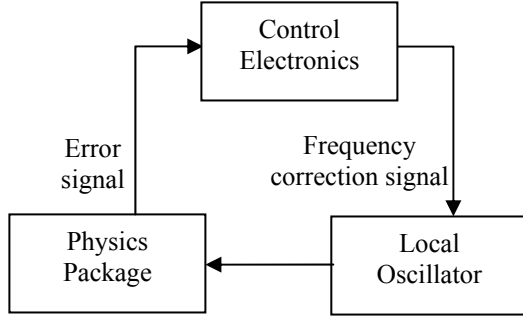 Control
Electronics
Error
signal
Frequency
correction signal
Physics
Package
Local
Oscillator